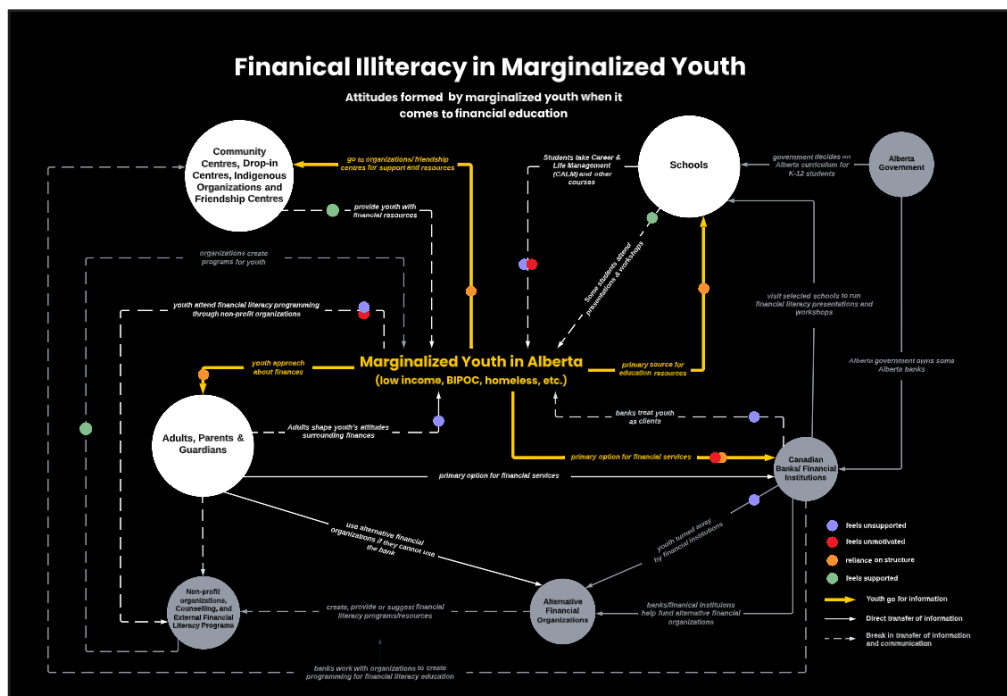 Finanical Illiteracy in Marginalized Youth
Attitudes formed by marginalized youth when it
comes to financial education
Community
Centres, Drop-in
Centres, Indigenous
Organizations and
Friendship Centres
go to organizations/ friendship
centres for support and resources
provide youth with
financial resources
Students take Career &
Life Management
(CALM) and other
courses
Schools
government decides on
Alberta curriculum for
K-12 students
Alberta
Government
organizations create
programs for youth
Some students attend
presentations & workshops
youth attend financial literacy programming
through non-profit organizations
visit selected schools to run
financial literacy presentations and
workshops
Marginalized Youth in Alberta
(low income, BIPOC, homeless, etc.)
youth approach
about finances
primary source for
education resources
Alberta government owns some
Alberta banks
banks treat youth
as clients
Adults, Parents &
Guardians
Adults shape youth's attitudes
surrounding finances
primary option for financial services
Canadian
Banks/ Financial
Institutions
primary option for financial services
use alternative financial
organizations if they cannot use
the bank
youth turned away
by financial institutions
feels unsupported
feels unmotivated
reliance on structure
feels supported
Youth go for information
Direct transfer of information
Break in transfer of information
and communication
Non-profit
organizations,
Counselling, and
External Financial
Literacy Programs
create, provide or suggest financial
literacy programs/resources
Alternative
Financial
Organizations
banks/finanical instituions
help fund alternative financial
organizations
banks work with organizations to create
programming for financial literacy education